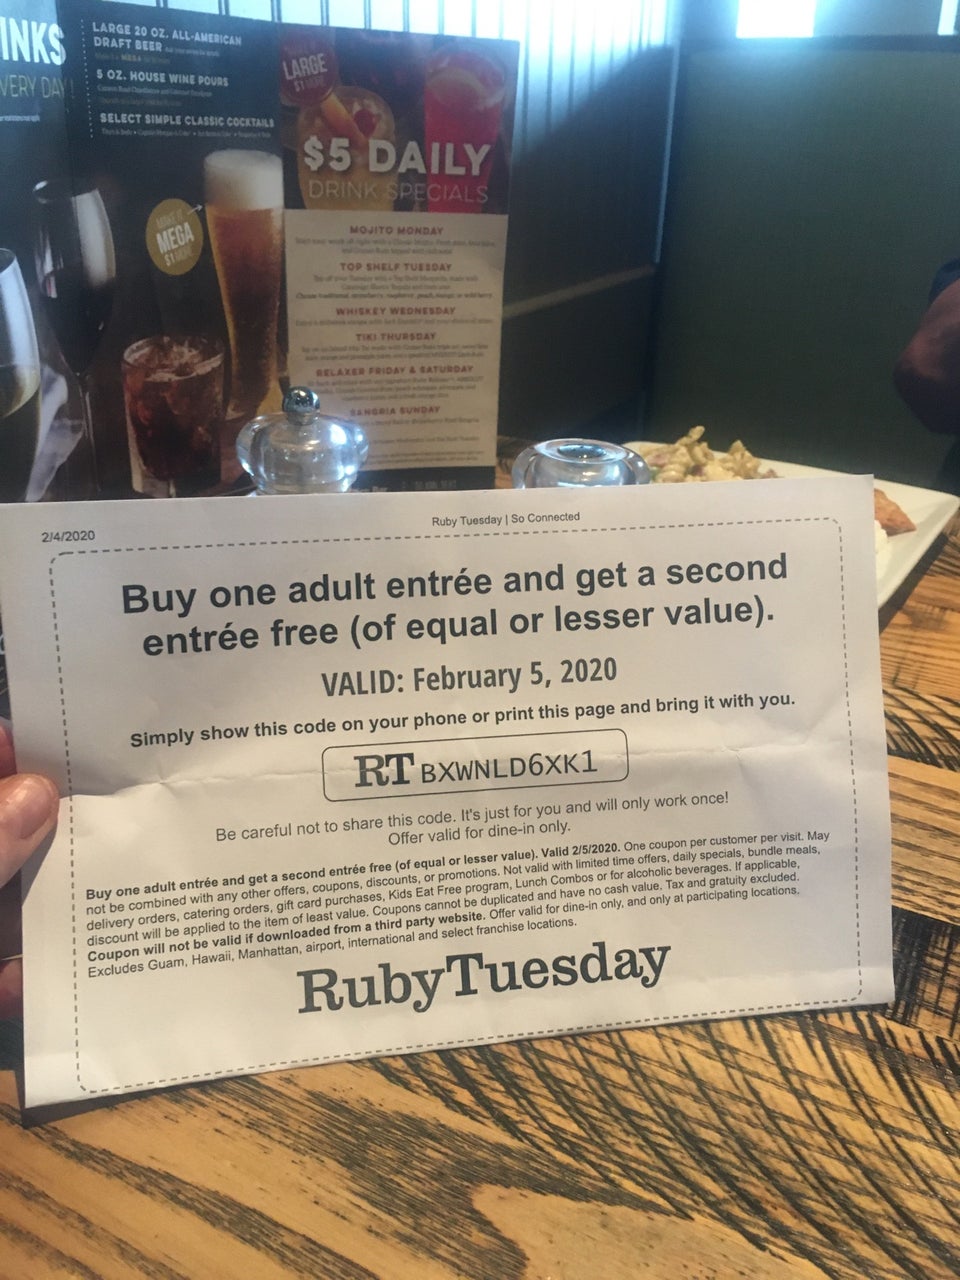 INKS
VERY DAY!
LARGE 20 OZ. ALL-AMERICAN
DRAFT BEER
5 OZ. HOUSE WINE POURS
SELECT SIMPLE CLASSIC COCKTAILS
LARGE
$1
$5 DAILY
DRINK SPECIALS
MAKE IT
MEGA
$1
MOJITO MONDAY
TOP SHELF TUESDAY
WHISKEY WEDNESDAY
TIKI THURSDAY
RELAXER FRIDAY & SATURDAY
SANGRIA SUNDAY
2/4/2020
Ruby Tuesday | So Connected
Buy one adult entrée and get a second
entrée free (of equal or lesser value).
VALID: February 5, 2020
Simply show this code on your phone or print this page and bring it with you.
RT BXWNLD6XK1
Be careful not to share this code. It's just for you and will only work once!
Offer valid for dine-in only.
Buy one adult entrée and get a second entrée free (of equal or lesser value). Valid 2/5/2020. One coupon per customer per visit. May
not be combined with any other offers, coupons, discounts, or promotions. Not valid with limited time offers, daily specials, bundle meals,
delivery orders, catering orders, gift card purchases, Kids Eat Free program, Lunch Combos or for alcoholic beverages. If applicable,
discount will be applied to the item of least value. Coupons cannot be duplicated and have no cash value. Tax and gratuity excluded.
Coupon will not be valid if downloaded from a third party website. Offer valid for dine-in only, and only at participating locations.
Excludes Guam, Hawaii, Manhattan, airport, international and select franchise locations.
Ruby Tuesday